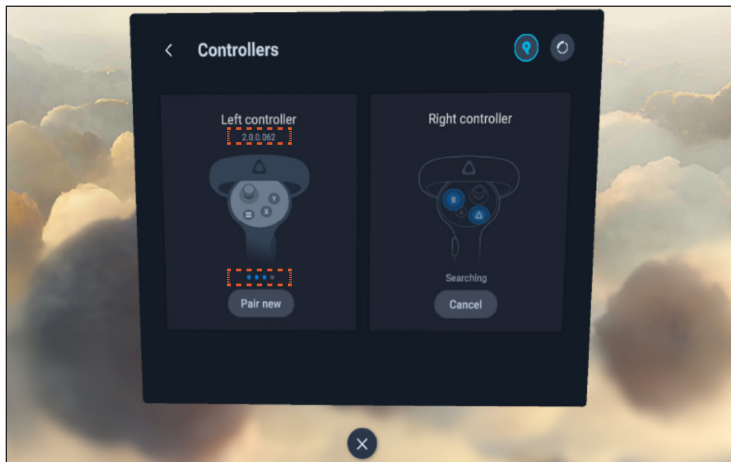 Controllers
Left controller
2.0.0.062
Y
X
Pair new
Right controller
B
A
Searching
Cancel